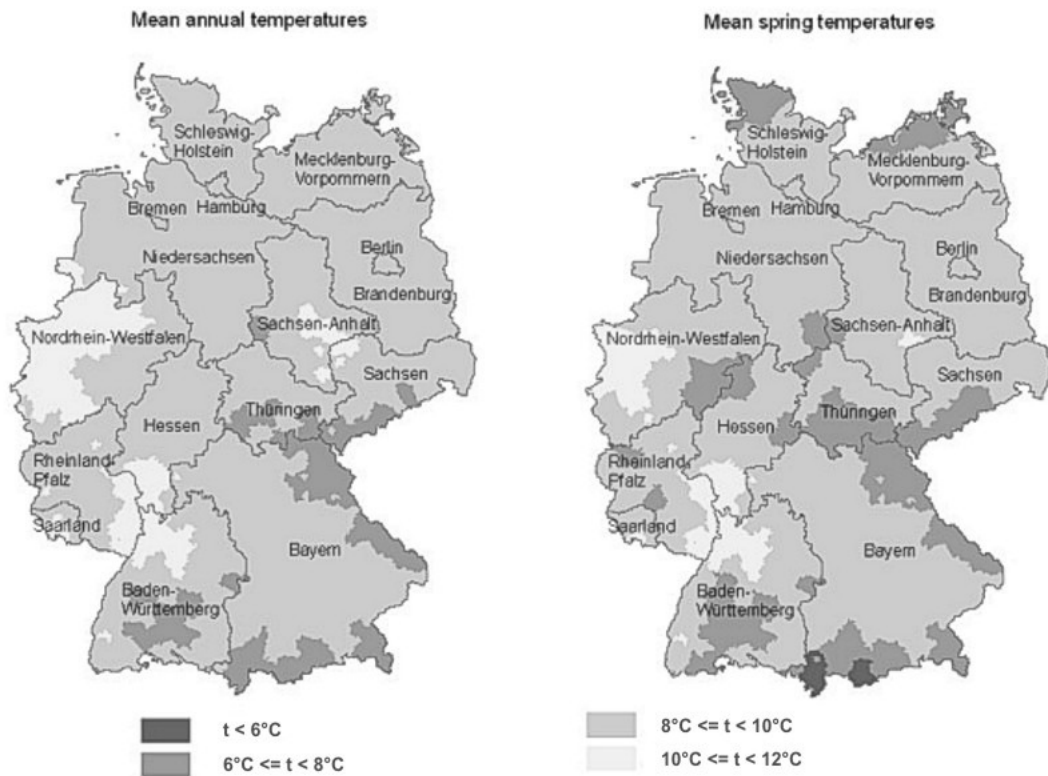 Mean annual temperatures
Schleswig-
Holstein
Mecklenburg-
Vorpommern
Bremen
Hamburg
Niedersachsen
Berlin
Brandenburg
Nordrhein-Westfalen
Sachsen-Anhalt
Sachsen
Hessen
Thüringen
Rheinland-
Pfalz
Saarland
Bayern
Baden-
Württemberg
t < 6°C
6°C <= t < 8°C
Mean spring temperatures
Schleswig-
Holstein
Mecklenburg-
Vorpommern
Bremen
Hamburg
Niedersachsen
Berlin
Brandenburg
Nordrhein-Westfalen
Sachsen-Anhalt
Sachsen
Hessen
Thüringen
Rheinland-
Pfalz
Saarland
Bayern
Baden-
Württemberg
8°C <= t < 10°C
10°C <= t < 12°C